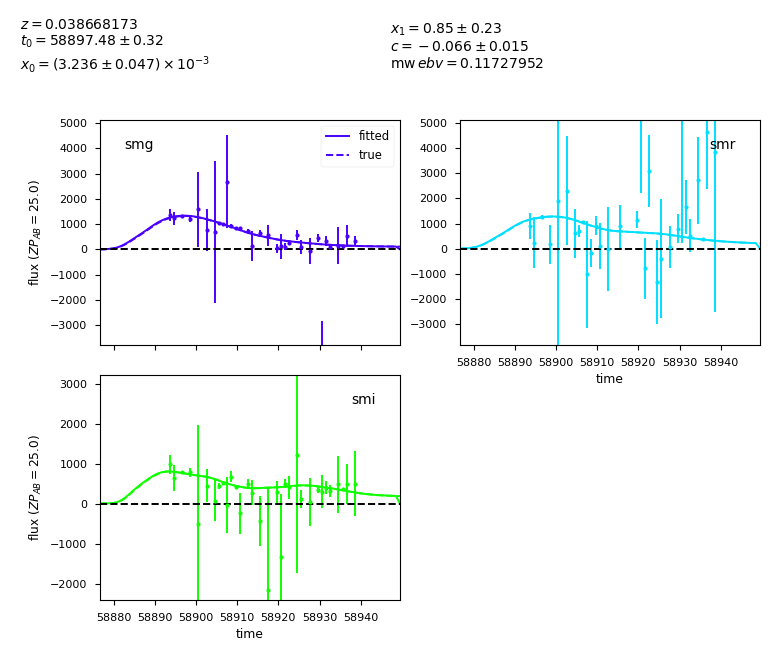 z = 0.038668173
t₀ = 58897.48 ± 0.32
x₀ = (3.236 ± 0.047) × 10⁻³
x₁ = 0.85 ± 0.23
c = −0.066 ± 0.015
mw ebv = 0.11727952
smg
fitted
true
5000
4000
3000
2000
1000
0
−1000
−2000
−3000
flux (ZP_AB = 25.0)
smr
5000
4000
3000
2000
1000
0
−1000
−2000
−3000
58880 58890 58900 58910 58920 58930 58940
time
smi
3000
2000
1000
0
−1000
−2000
flux (ZP_AB = 25.0)
58880 58890 58900 58910 58920 58930 58940
time